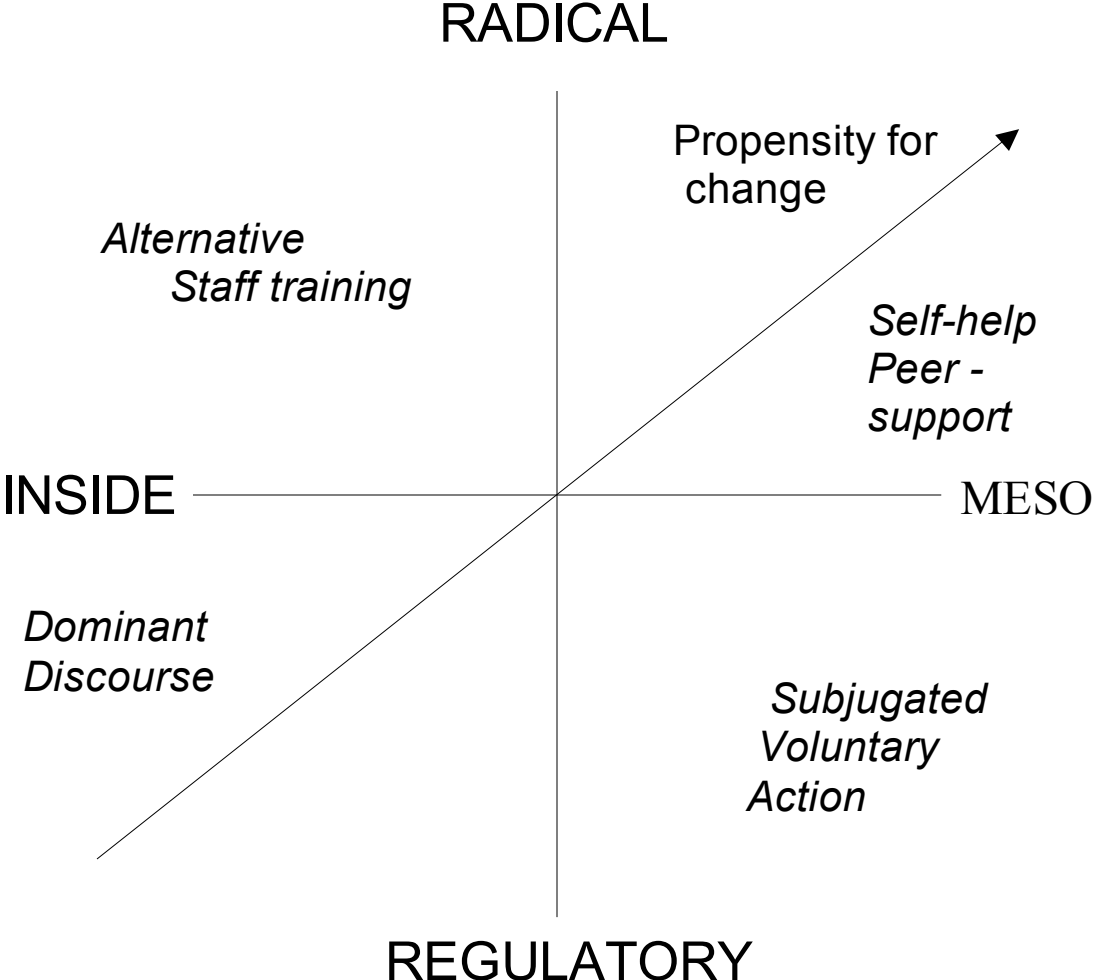 RADICAL
Propensity for
change
Alternative
Staff training
Self-help
Peer -
support
INSIDE
MESO
Dominant
Discourse
Subjugated
Voluntary
Action
REGULATORY